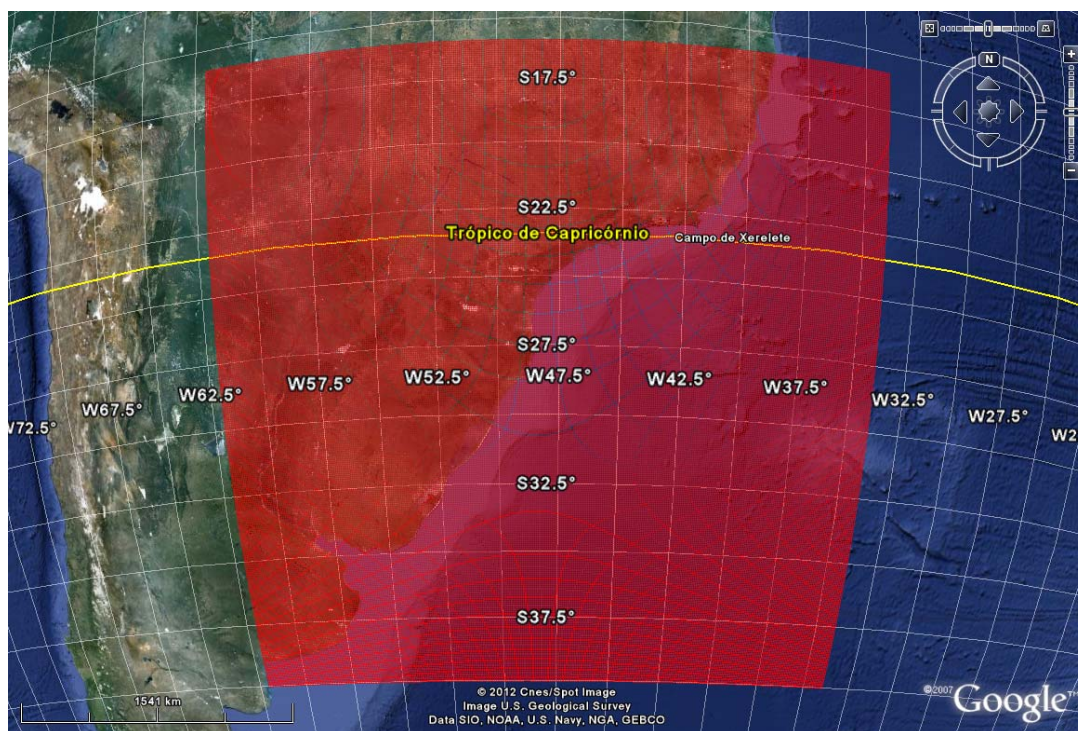 N
S17.5°
S22.5°
Trópico de Capricórnio
Campo de Xerelete
S27.5°
W72.5°
W67.5°
W62.5°
W57.5°
W52.5°
W47.5°
W42.5°
W37.5°
W32.5°
W27.5°
W2
S32.5°
S37.5°
1541 km
© 2012 Cnes/Spot Image
Image U.S. Geological Survey
Data SIO, NOAA, U.S. Navy, NGA, GEBCO
©2007 Google™